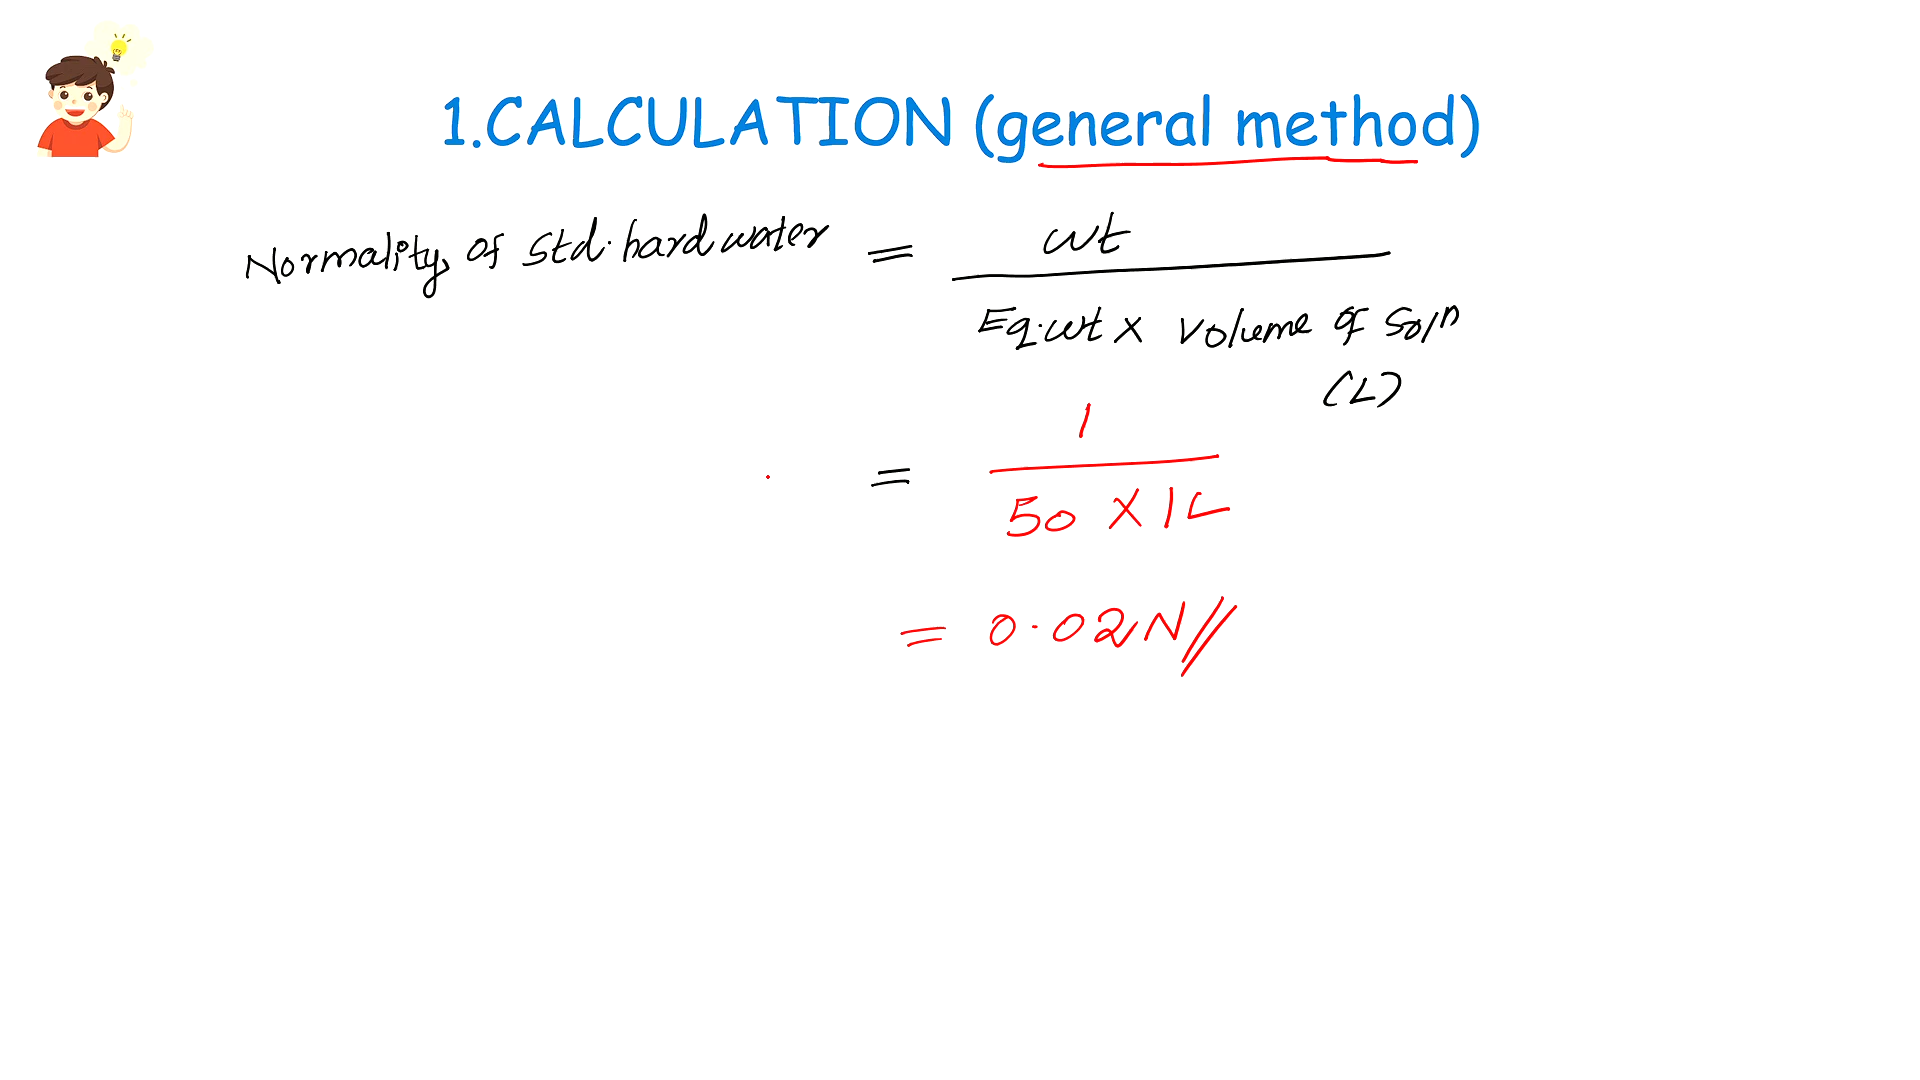 1.CALCULATION (general method)
Normality of std. hard water = wt
Eq.wt x volume of soln
(L)
= 1
50 x 1L
= 0.02N//